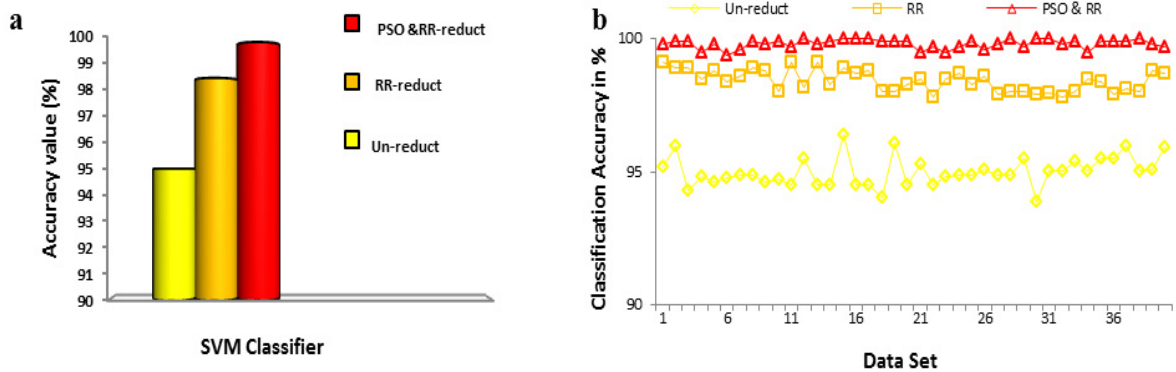 a
Accuracy value (%)
100
99
98
97
96
95
94
93
92
91
90
SVM Classifier
PSO &RR-reduct
RR-reduct
Un-reduct
b
Un-reduct
RR
PSO & RR
Classification Accuracy in %
100
95
90
1
6
11
16
21
26
31
36
Data Set